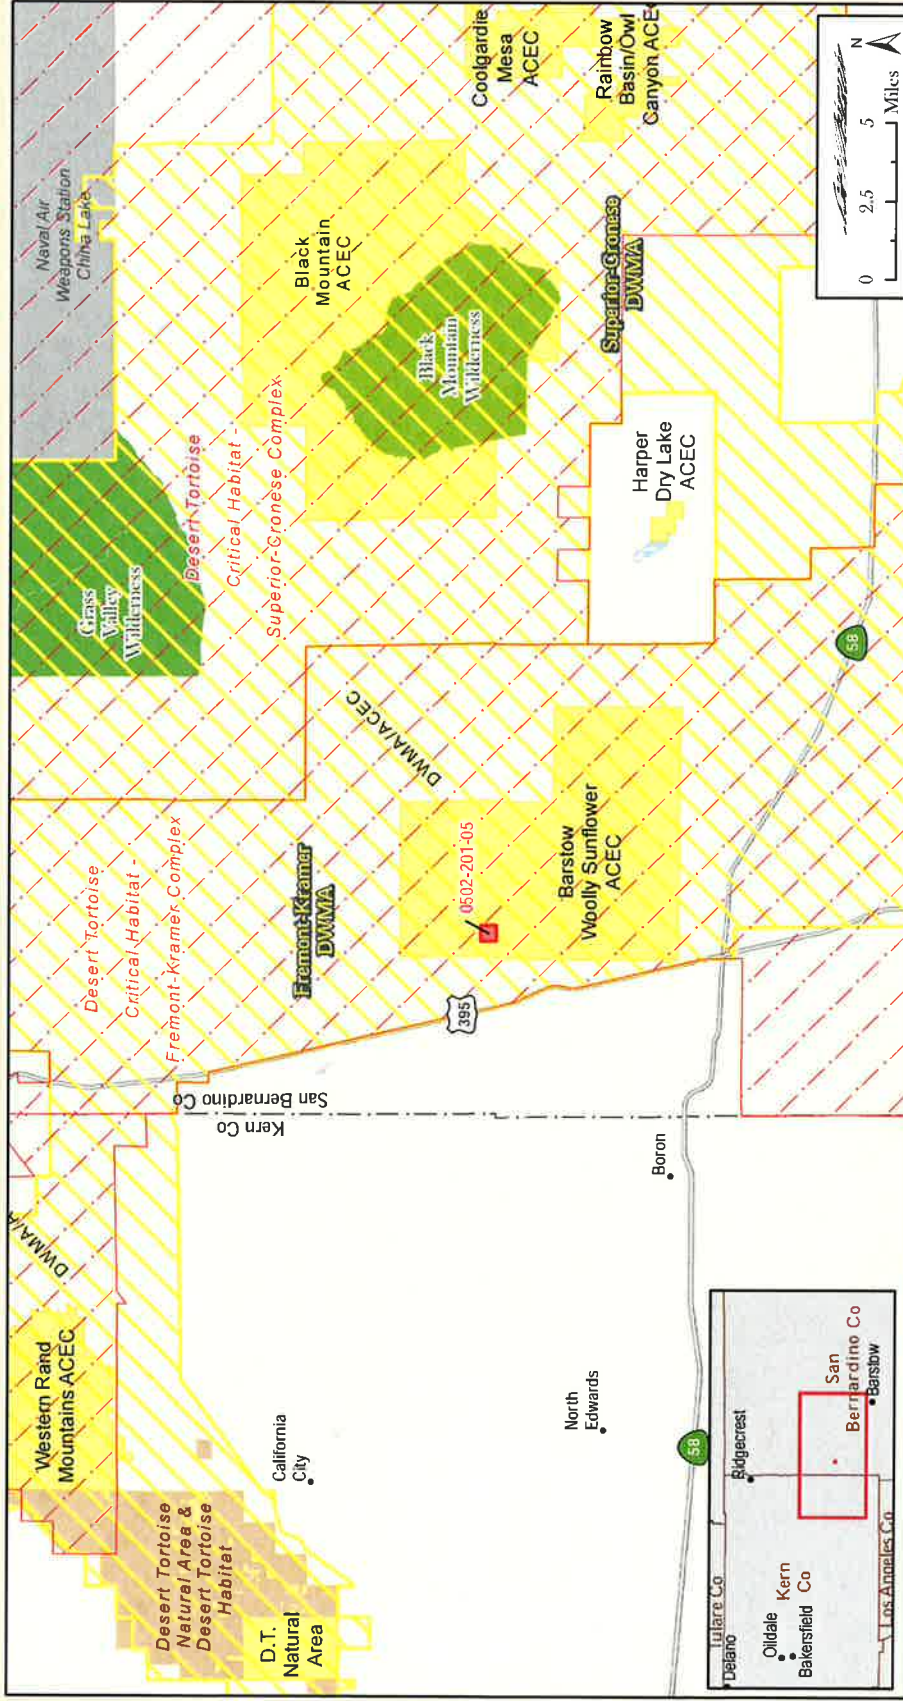 Western Rand
Mountains ACEC
DWMA/A
Desert Tortoise
Natural Area &
Desert Tortoise
Habitat
D.T.
Natural
Area
California
City
North
Edwards
Boron
58
Kern Co
San Bernardino Co
395
Desert Tortoise
Critical Habitat -
Fremont-Kramer Complex
Fremont-Kramer
DWMA
DWMA/ACEC
0502-201-05
Barstow
Woolly Sunflower
ACEC
Grass
Valley
Wilderness
Desert Tortoise
Critical Habitat -
Superior-Cronese Complex
Naval Air
Weapons Station
China Lake
Black
Mountain
ACEC
Black
Mountain
Wilderness
Harper
Dry Lake
ACEC
Superior-Cronese
DWMA
Coolgardie
Mesa
ACEC
Rainbow
Basin/Owl
Canyon ACE
58
N
0 2.5 5
Miles
Tulare Co
Delano
Ridgecrest
Oildale
Kern
Co
Bakersfield
San
Bernardino Co
Barstow
Los Angeles Co